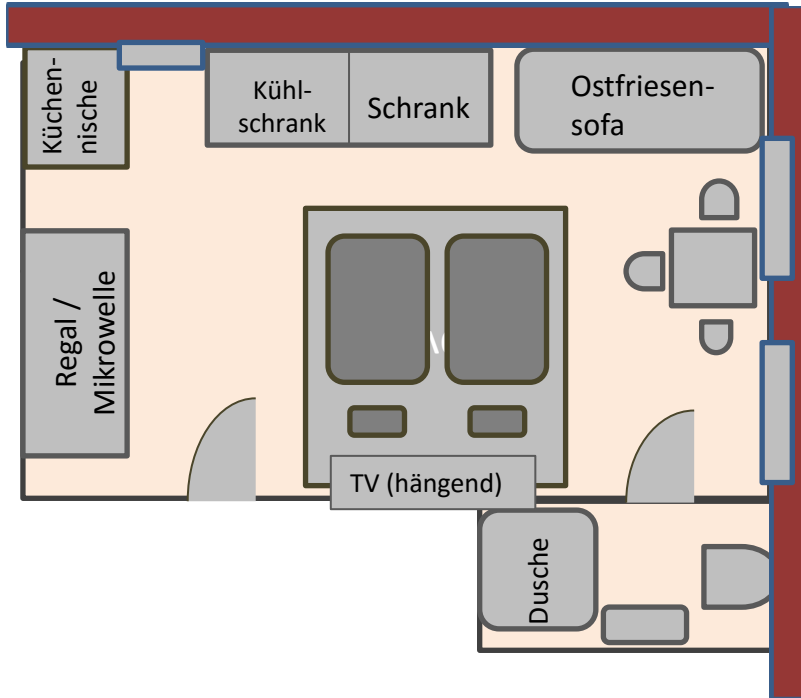 Küchen-
nische
Kühl-
schrank
Schrank
Ostfriesen-
sofa
Regal /
Mikrowelle
TV (hängend)
Dusche